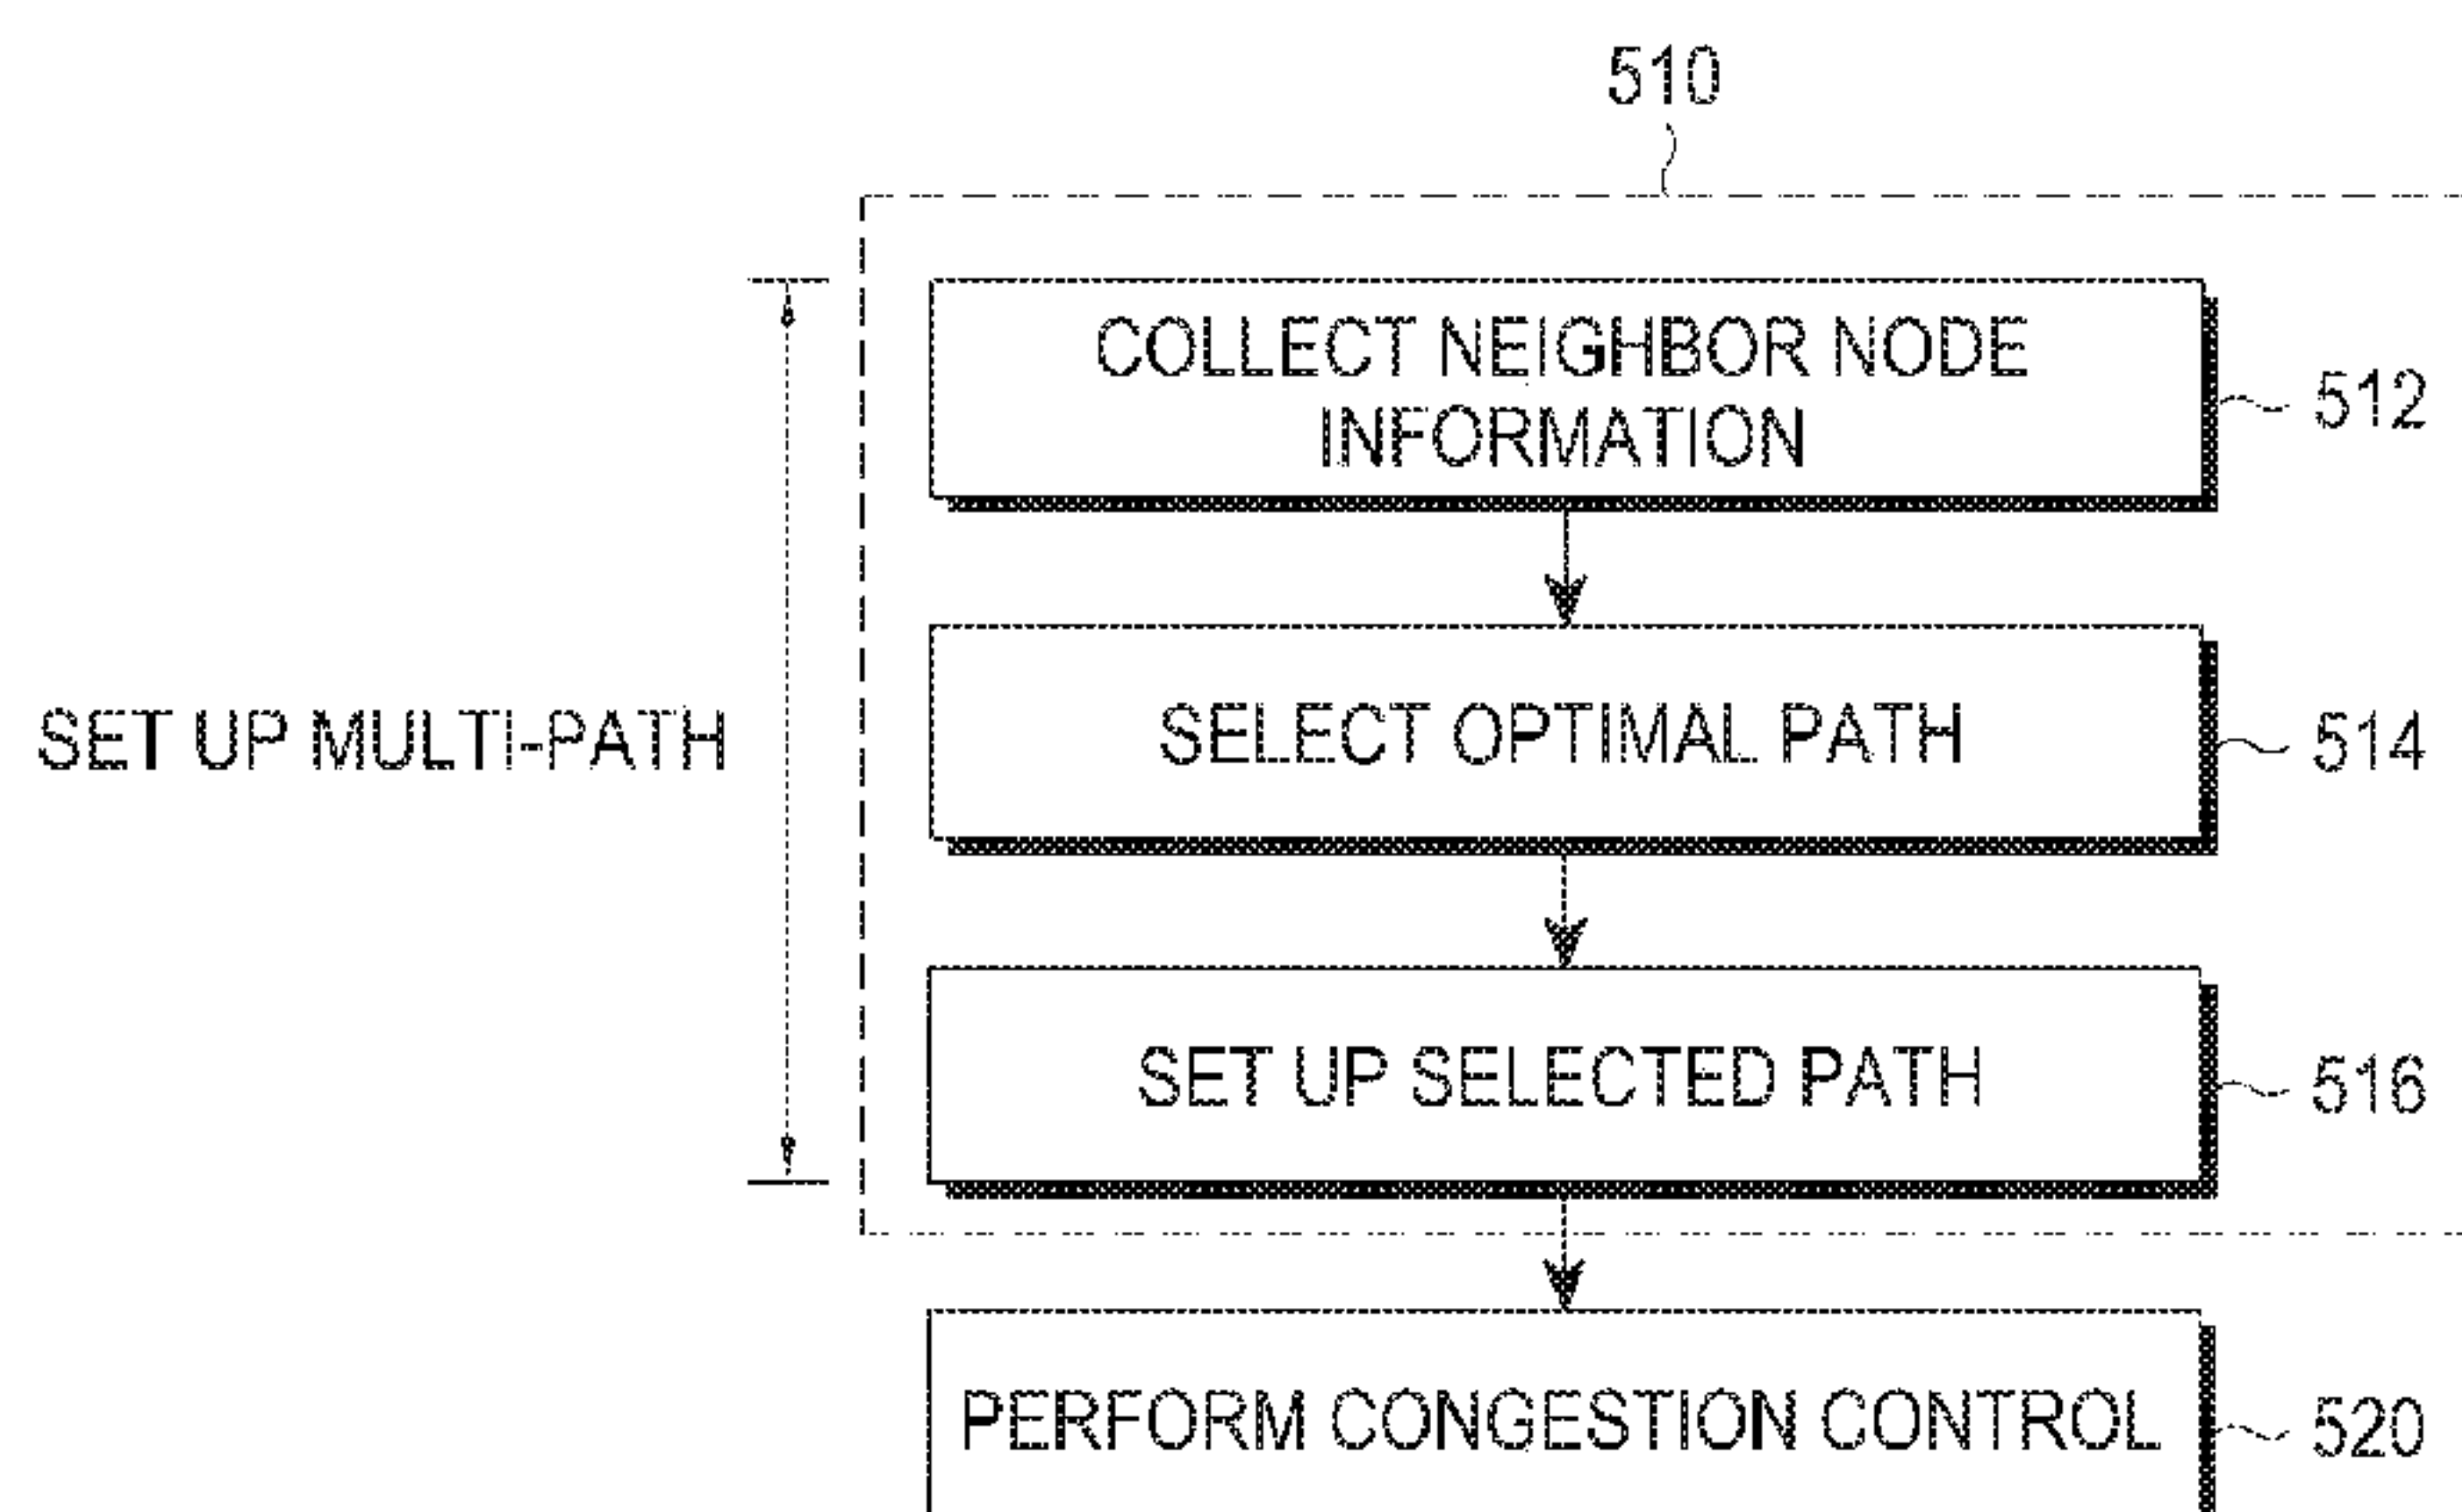 510
COLLECT NEIGHBOR NODE
INFORMATION
512
SET UP MULTI-PATH
SELECT OPTIMAL PATH
514
SET UP SELECTED PATH
516
PERFORM CONGESTION CONTROL
520